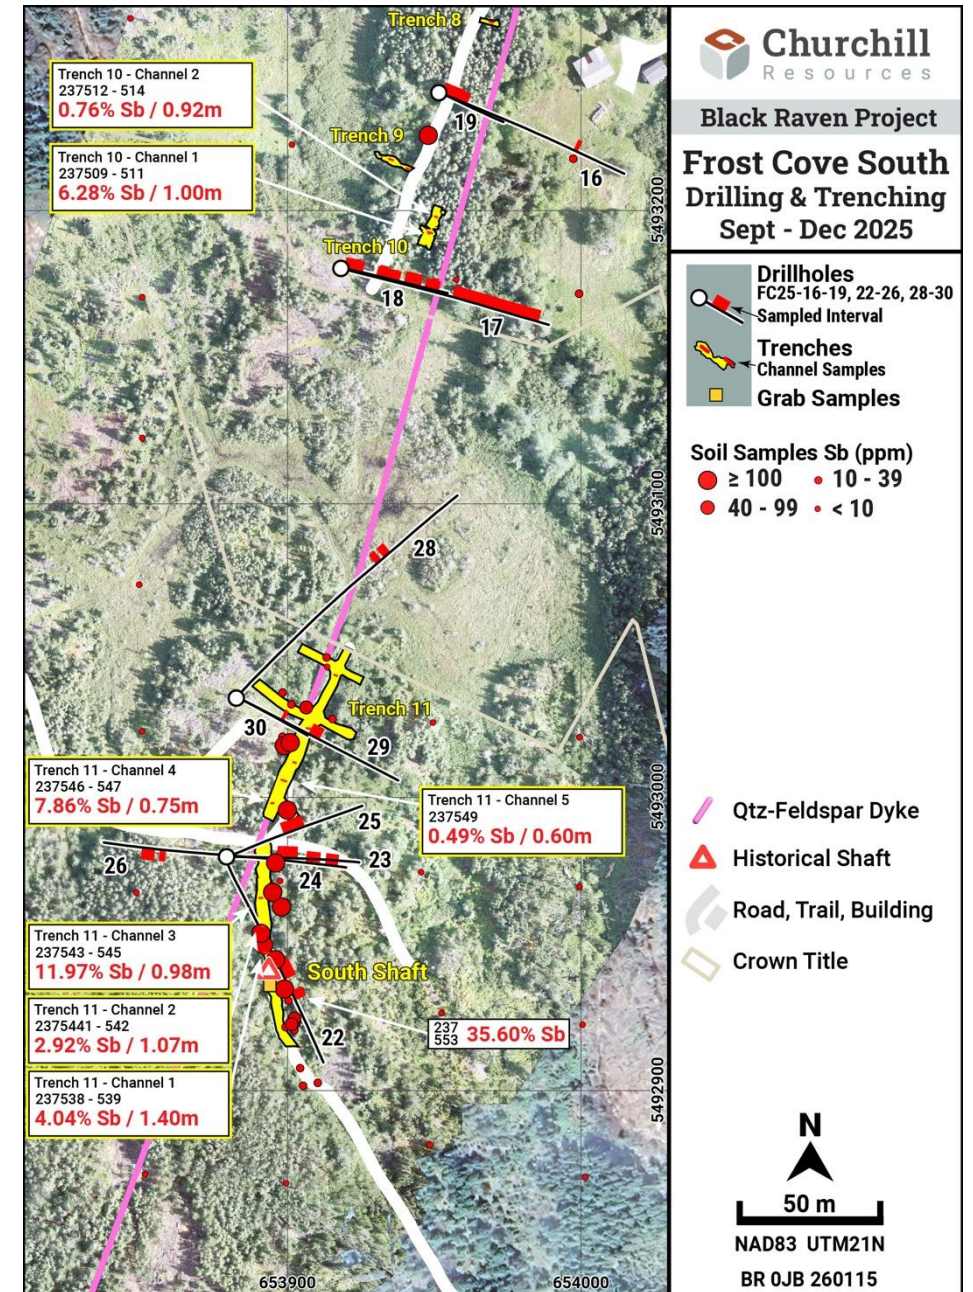 Trench 8
Trench 10 - Channel 2
237512 - 514
0.76% Sb / 0.92m
Trench 9
19
16
Trench 10 - Channel 1
237509 - 511
6.28% Sb / 1.00m
5493200
Trench 10
18
17
5493100
28
Trench 11
30
29
Trench 11 - Channel 4
237546 - 547
7.86% Sb / 0.75m
5493000
Trench 11 - Channel 5
237549
0.49% Sb / 0.60m
25
26
23
24
Trench 11 - Channel 3
237543 - 545
11.97% Sb / 0.98m
South Shaft
Trench 11 - Channel 2
2375441 - 542
2.92% Sb / 1.07m
22
237
553
35.60% Sb
Trench 11 - Channel 1
237538 - 539
4.04% Sb / 1.40m
5492900
653900
654000
Churchill
Resources
Black Raven Project
Frost Cove South
Drilling & Trenching
Sept - Dec 2025
Drillholes
FC25-16-19, 22-26, 28-30
Sampled Interval
Trenches
Channel Samples
Grab Samples
Soil Samples Sb (ppm)
≥ 100
10 - 39
40 - 99
< 10
Qtz-Feldspar Dyke
Historical Shaft
Road, Trail, Building
Crown Title
N
50 m
NAD83 UTM21N
BR 0JB 260115